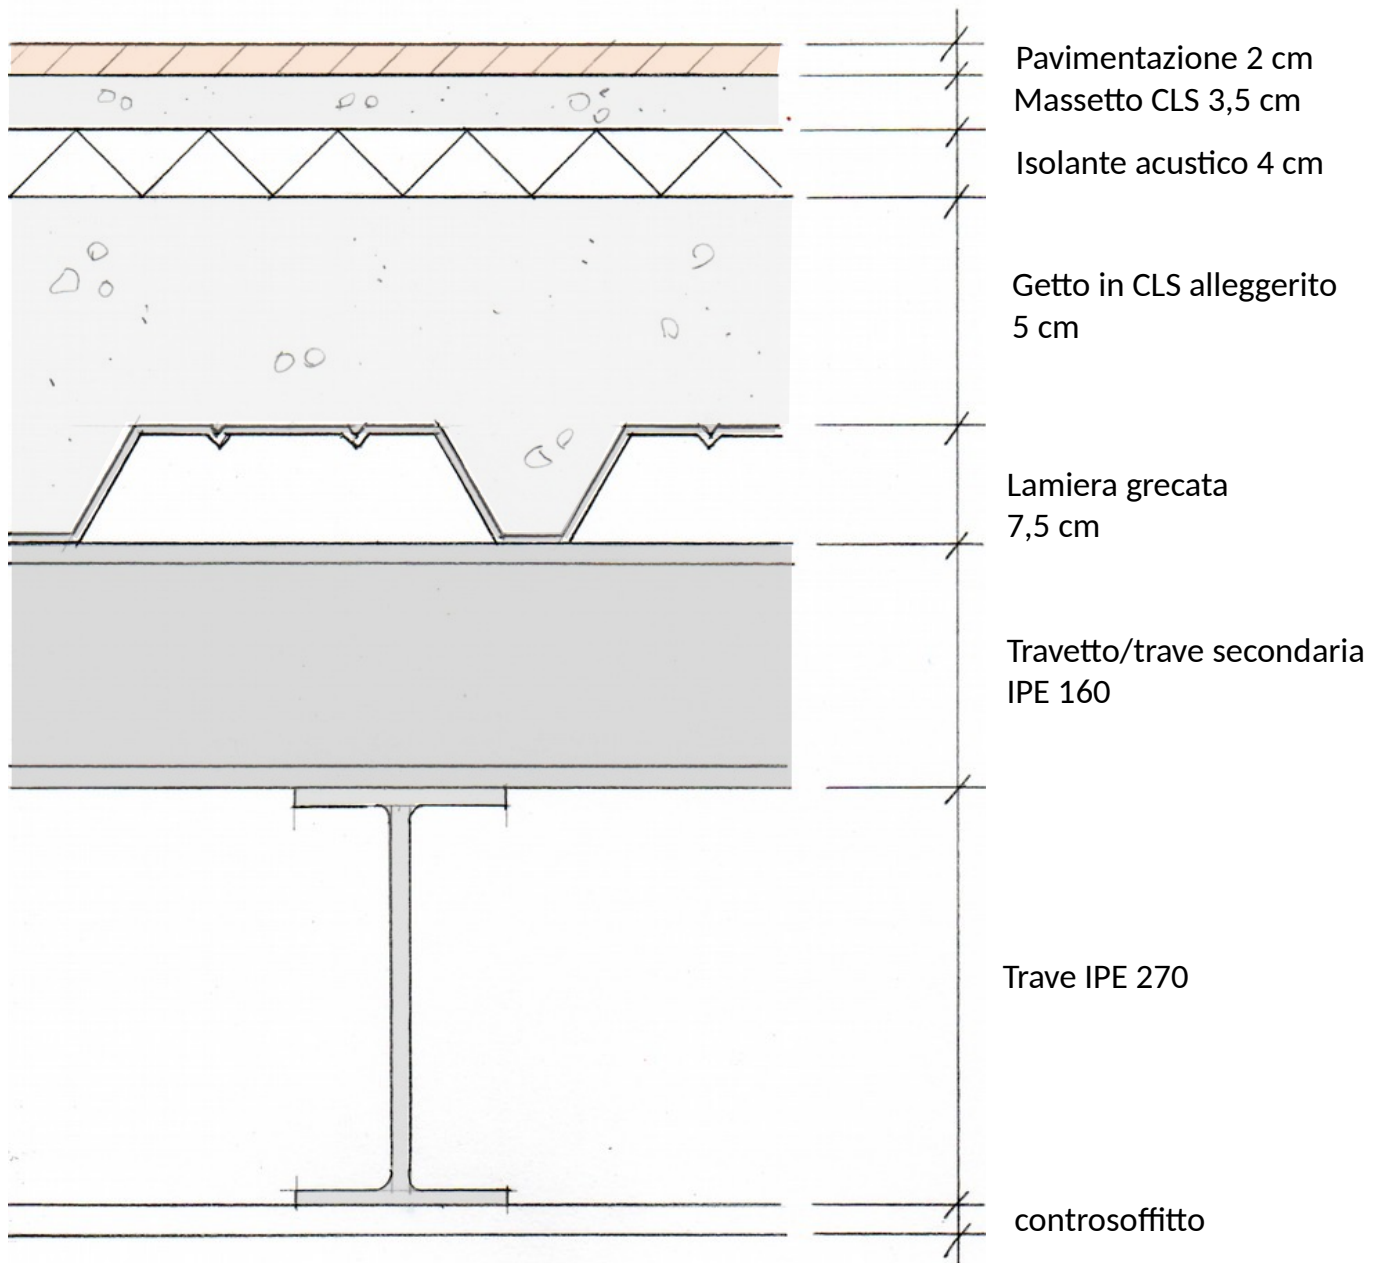 Pavimentazione 2 cm
Massetto CLS 3,5 cm
Isolante acustico 4 cm
Getto in CLS alleggerito
5 cm
Lamiera grecata
7,5 cm
Travetto/trave secondaria
IPE 160
Trave IPE 270
controsoffitto